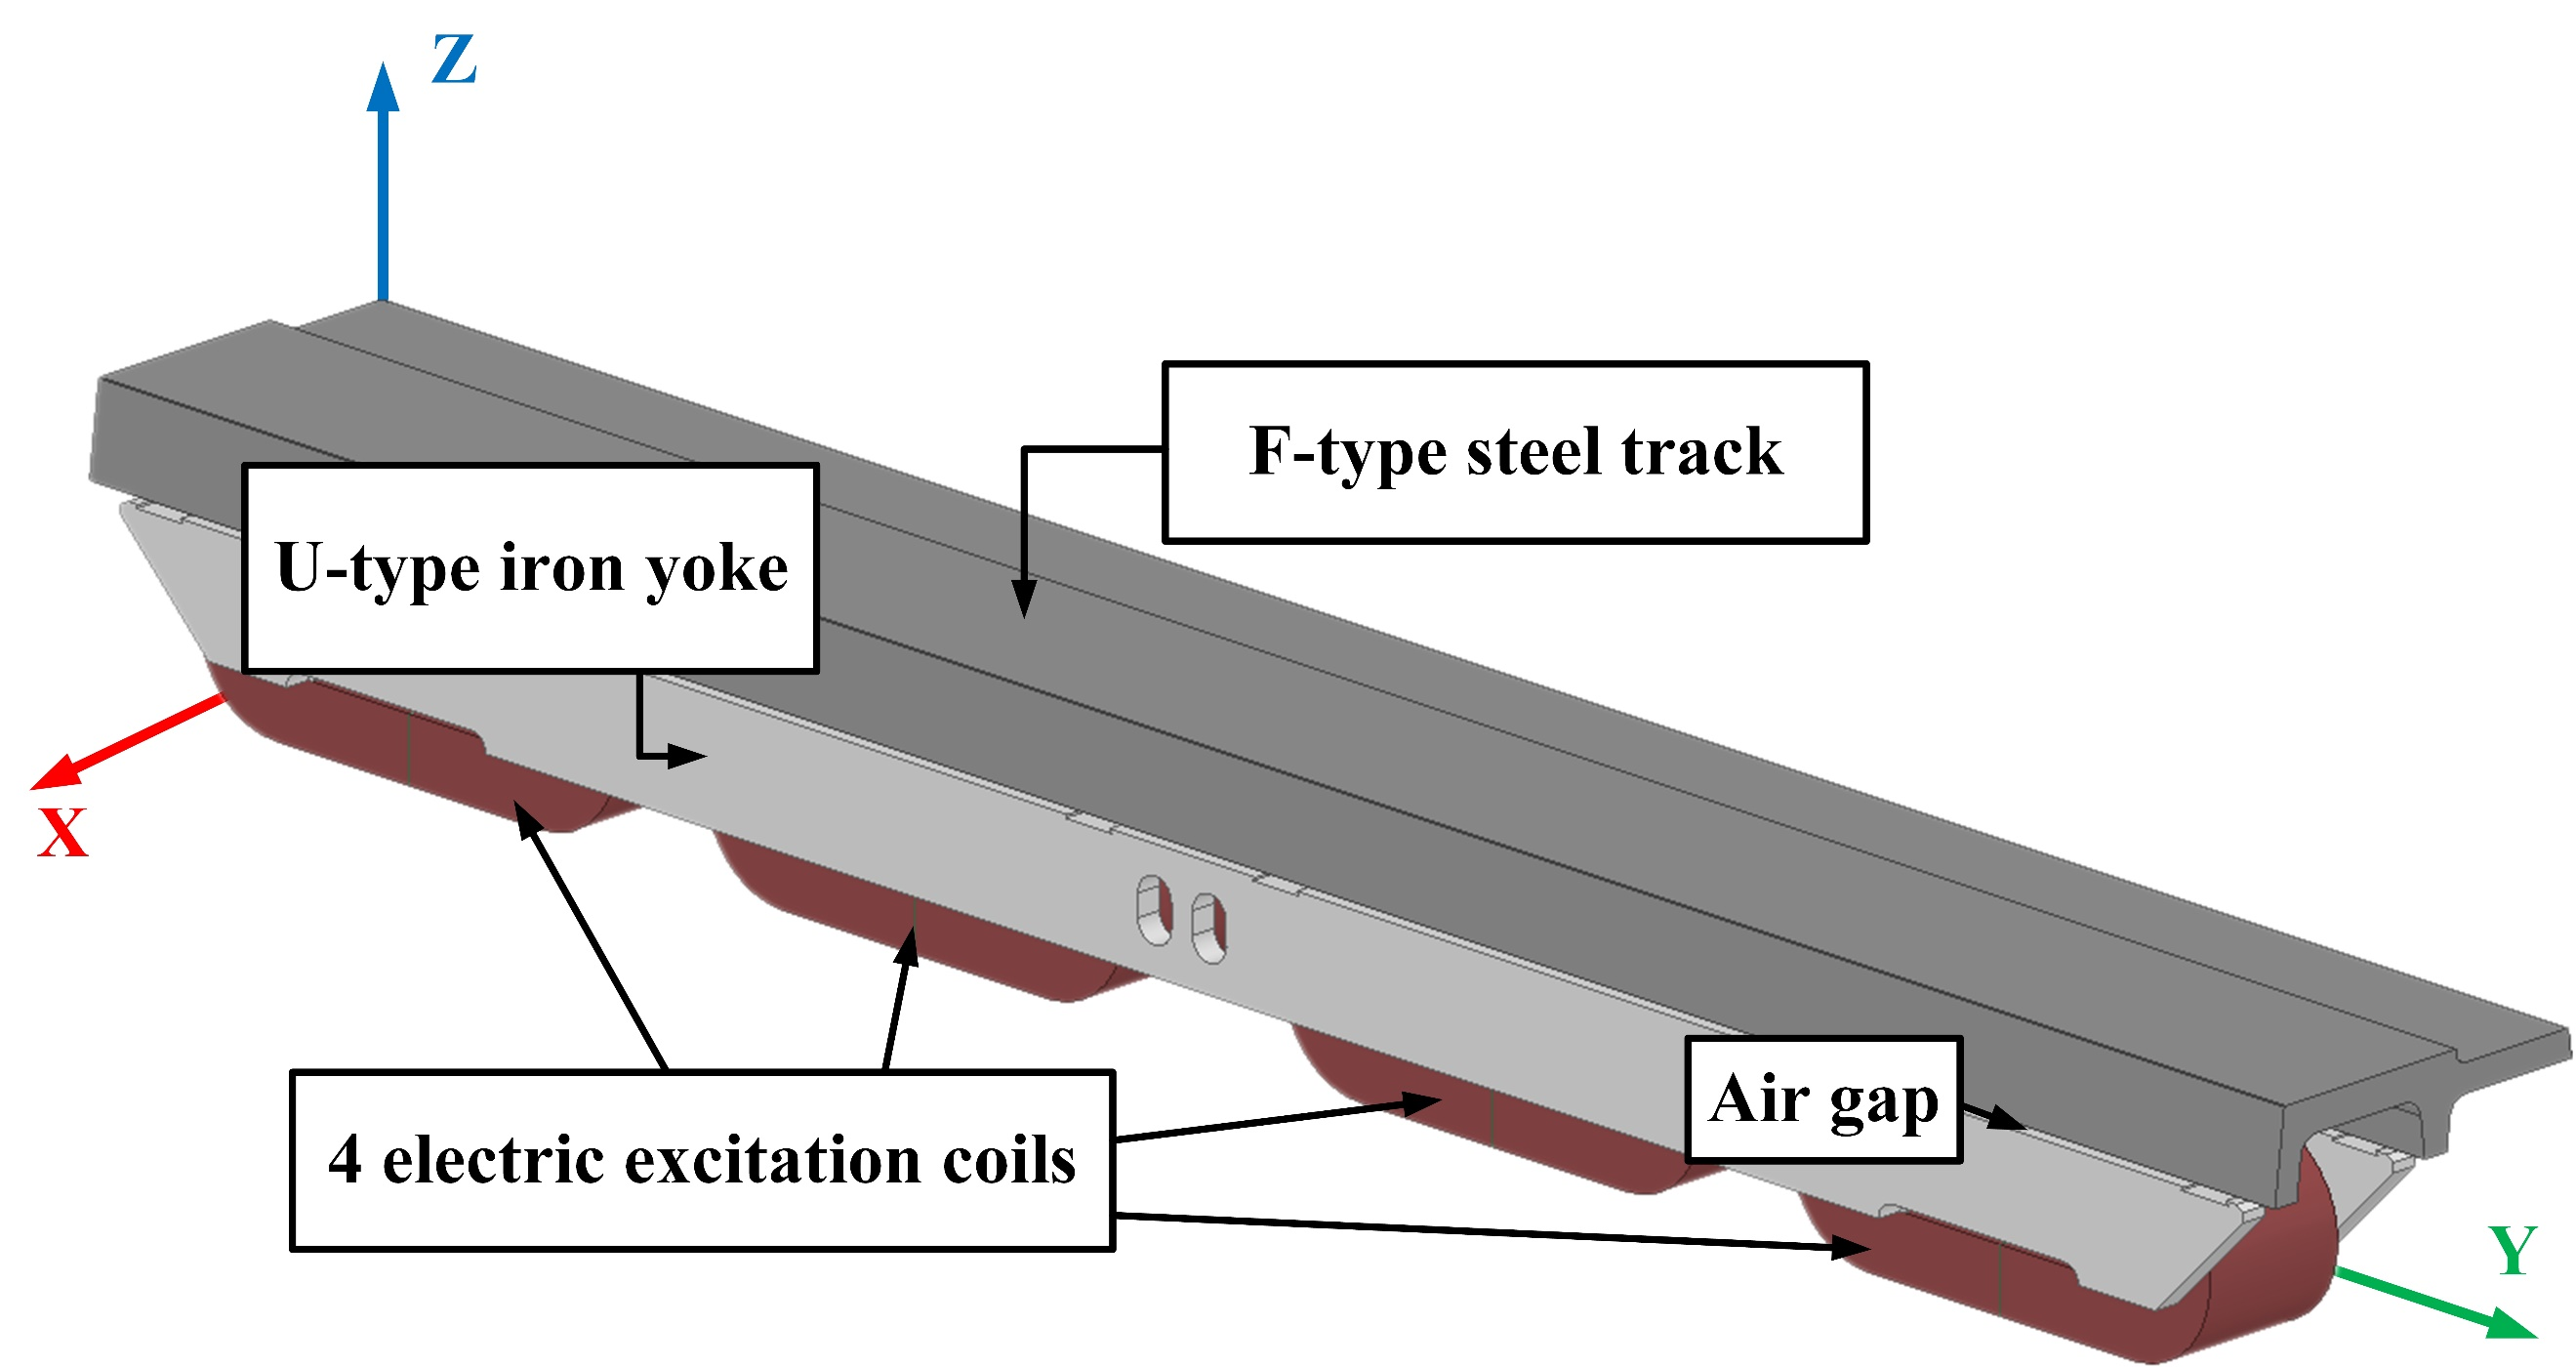 Z
F-type steel track
U-type iron yoke
X
Air gap
4 electric excitation coils
Y